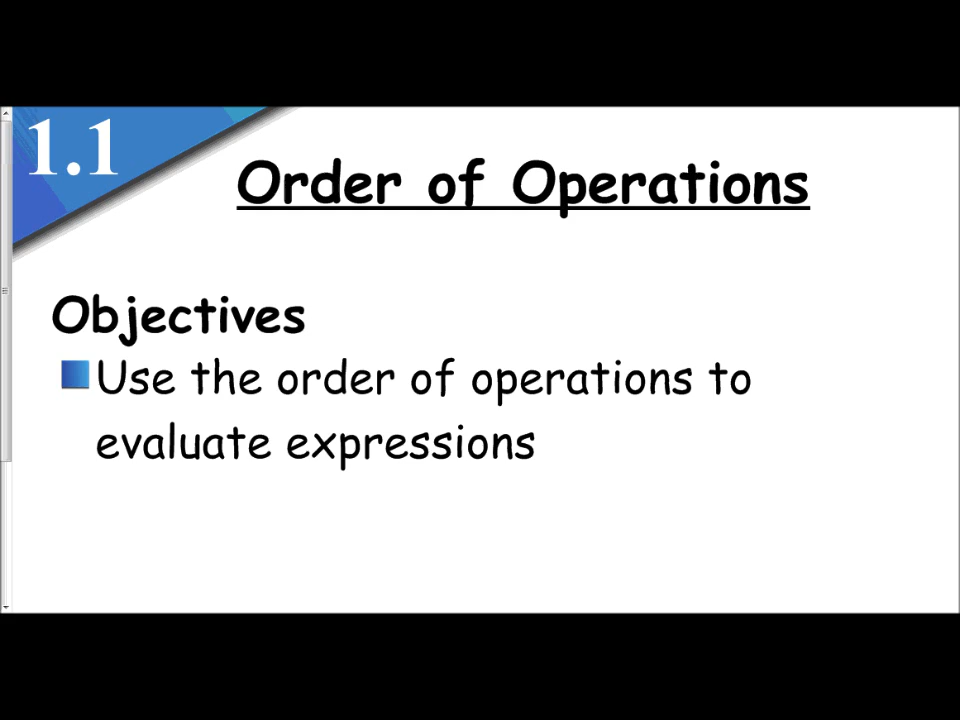 1.1
Order of Operations
Objectives
Use the order of operations to
evaluate expressions